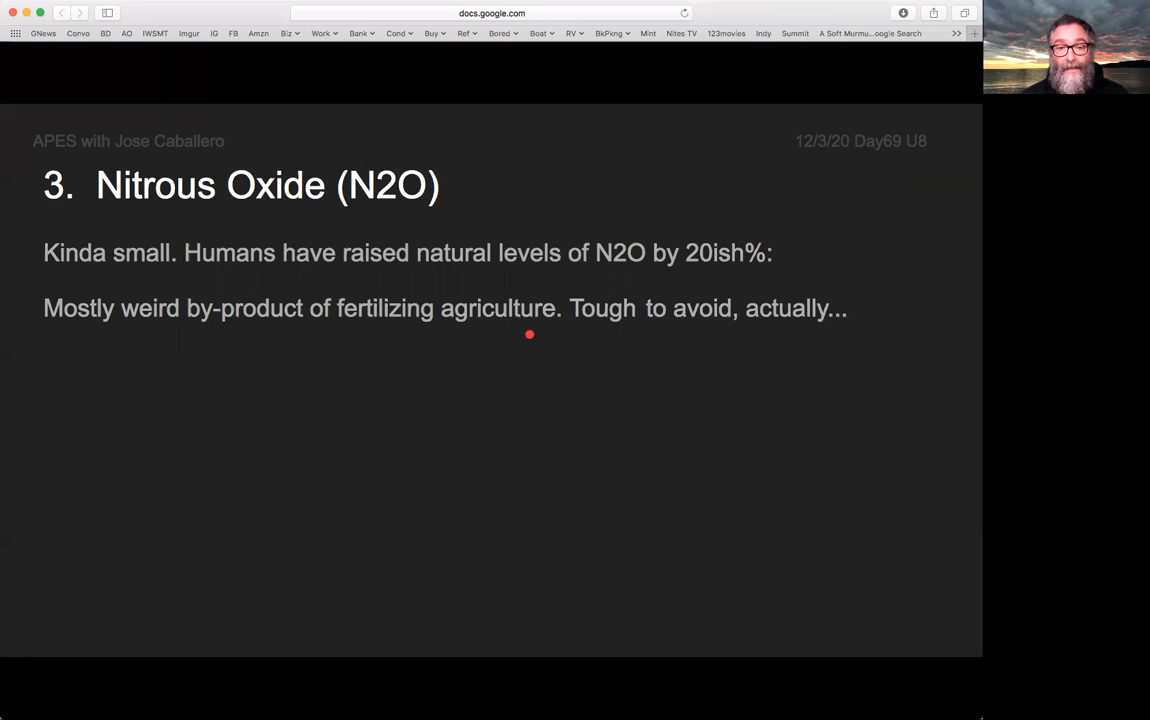 docs.google.com
GNews Convo BD AO IWSMT Imgur IG FB Amzn Biz Work Bank Cond Buy Ref Bored Boat RV BkPkng Mint Nites TV 123movies Indy Summit A Soft Murmu...oogle Search
APES with Jose Caballero 12/3/20 Day69 U8
3. Nitrous Oxide (N2O)
Kinda small. Humans have raised natural levels of N2O by 20ish%:
Mostly weird by-product of fertilizing agriculture. Tough to avoid, actually...